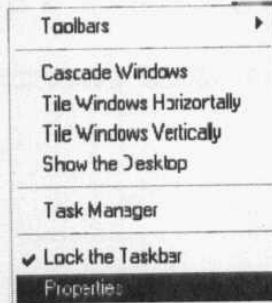 Toolbars
Cascade Windows
Tile Windows Horizontally
Tile Windows Vertically
Show the Desktop
Task Manager
Lock the Taskbar
Properties